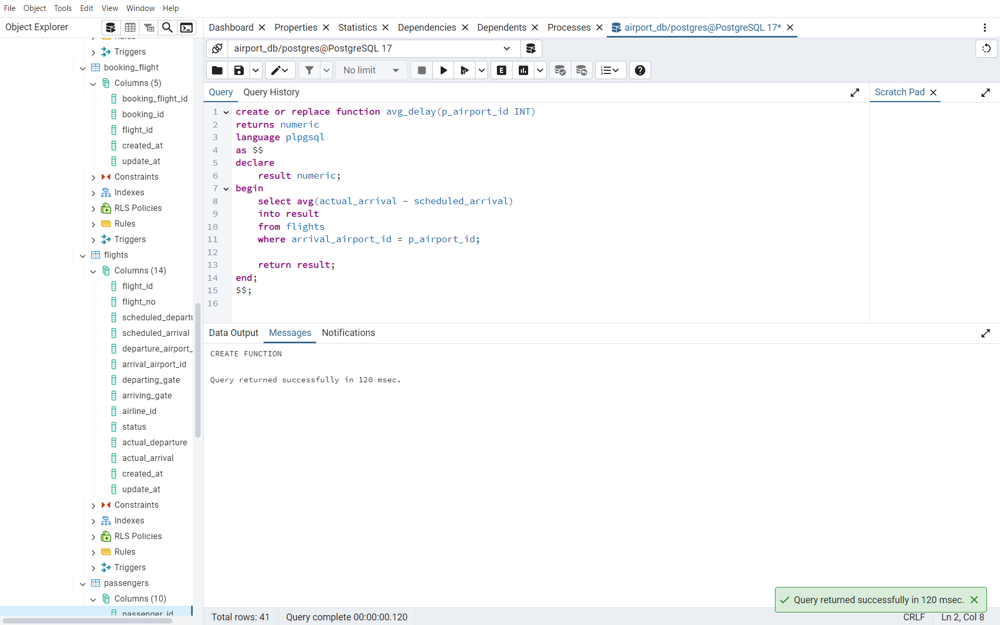 File Object Tools Edit View Window Help
Object Explorer
Dashboard Properties Statistics Dependencies Dependents Processes airport_db/postgres@PostgreSQL 17*
airport_db/postgres@PostgreSQL 17
No limit
Query Query History
Scratch Pad
Rules
Triggers
booking_flight
Columns (5)
booking_flight_id
booking_id
flight_id
created_at
update_at
Constraints
Indexes
RLS Policies
Rules
Triggers
flights
Columns (14)
flight_id
flight_no
scheduled_departu
scheduled_arrival
departure_airport_
arrival_airport_id
departing_gate
arriving_gate
airline_id
status
actual_departure
actual_arrival
created_at
update_at
Constraints
Indexes
RLS Policies
Rules
Triggers
passengers
Columns (10)
passenger_id
1 create or replace function avg_delay(p_airport_id INT)
2 returns numeric
3 language plpgsql
4 as $$
5 declare
6 result numeric;
7 begin
8 select avg(actual_arrival - scheduled_arrival)
9 into result
10 from flights
11 where arrival_airport_id = p_airport_id;
12
13 return result;
14 end;
15 $$;
16
Data Output Messages Notifications
CREATE FUNCTION
Query returned successfully in 120 msec.
Query returned successfully in 120 msec.
Total rows: 41 Query complete 00:00:00.120 CRLF Ln 2, Col 8